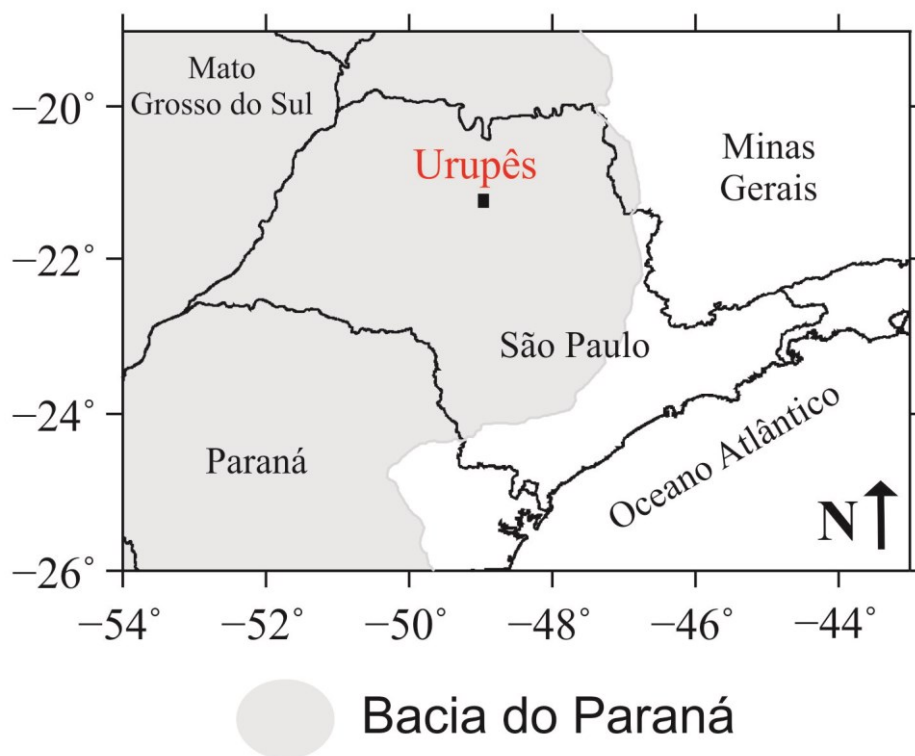 Mato
Grosso do Sul
−20°
Minas
Gerais
Urupês
−22°
São Paulo
−24°
Paraná
Oceano Atlântico
N
−26°
−54° −52° −50° −48° −46° −44°
Bacia do Paraná